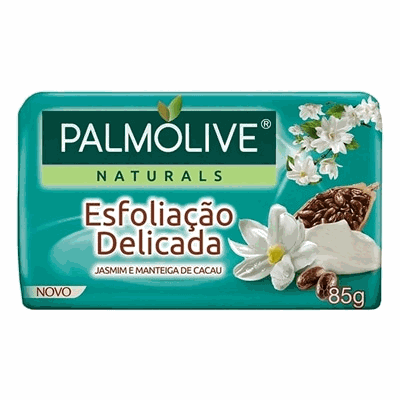 PALMOLIVE®
NATURALS
Esfoliação
Delicada
JASMIM E MANTEIGA DE CACAU
NOVO
85g